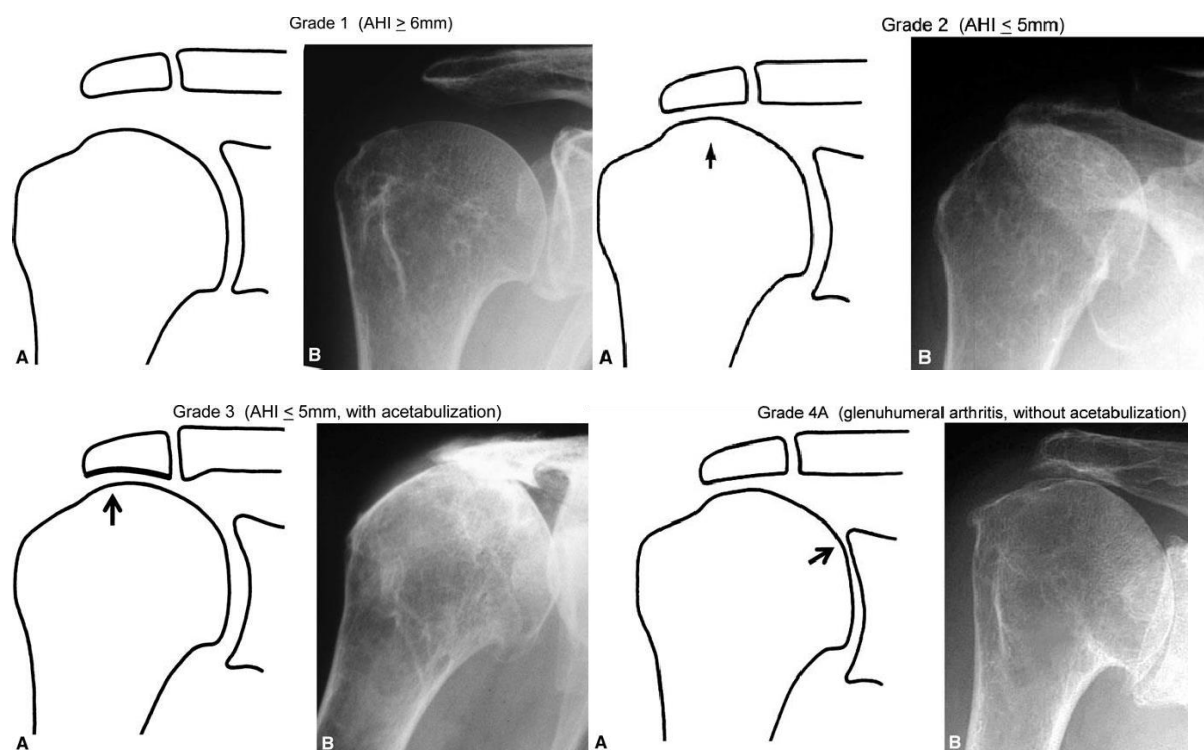 Grade 1 (AHI ≥ 6mm)
Grade 2 (AHI ≤ 5mm)
A
B
A
B
Grade 3 (AHI ≤ 5mm, with acetabulization)
Grade 4A (glenuhumeral arthritis, without acetabulization)
A
B
A
B